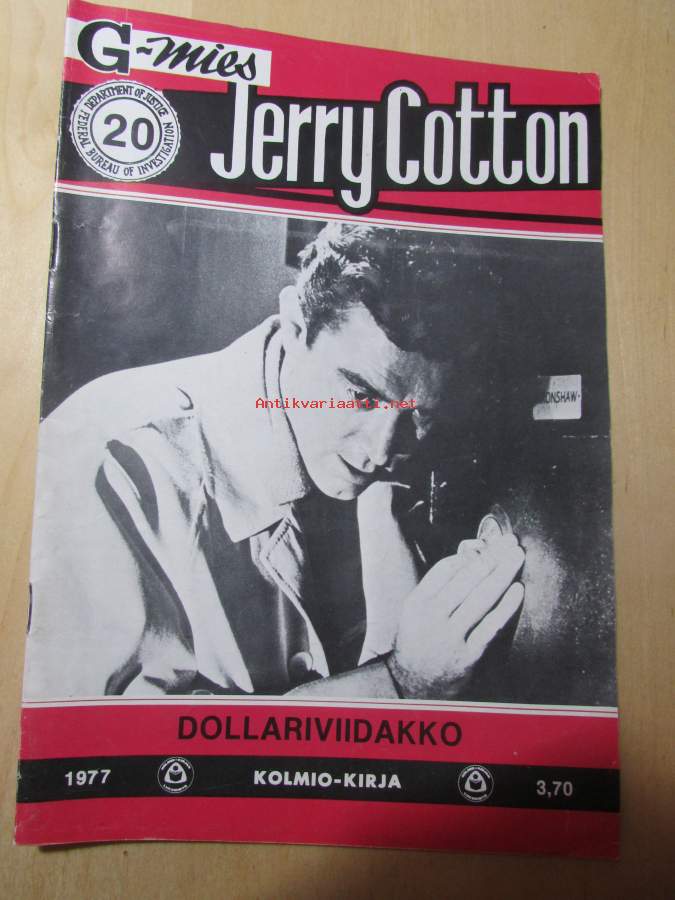 G-mies
DEPARTMENT OF JUSTICE
20
FEDERAL BUREAU OF INVESTIGATION
Jerry Cotton
Antikvariaatti.net
ONSHAW-
DOLLARIVIIDAKKO
1977
KOLMIO-KIRJA
3,70